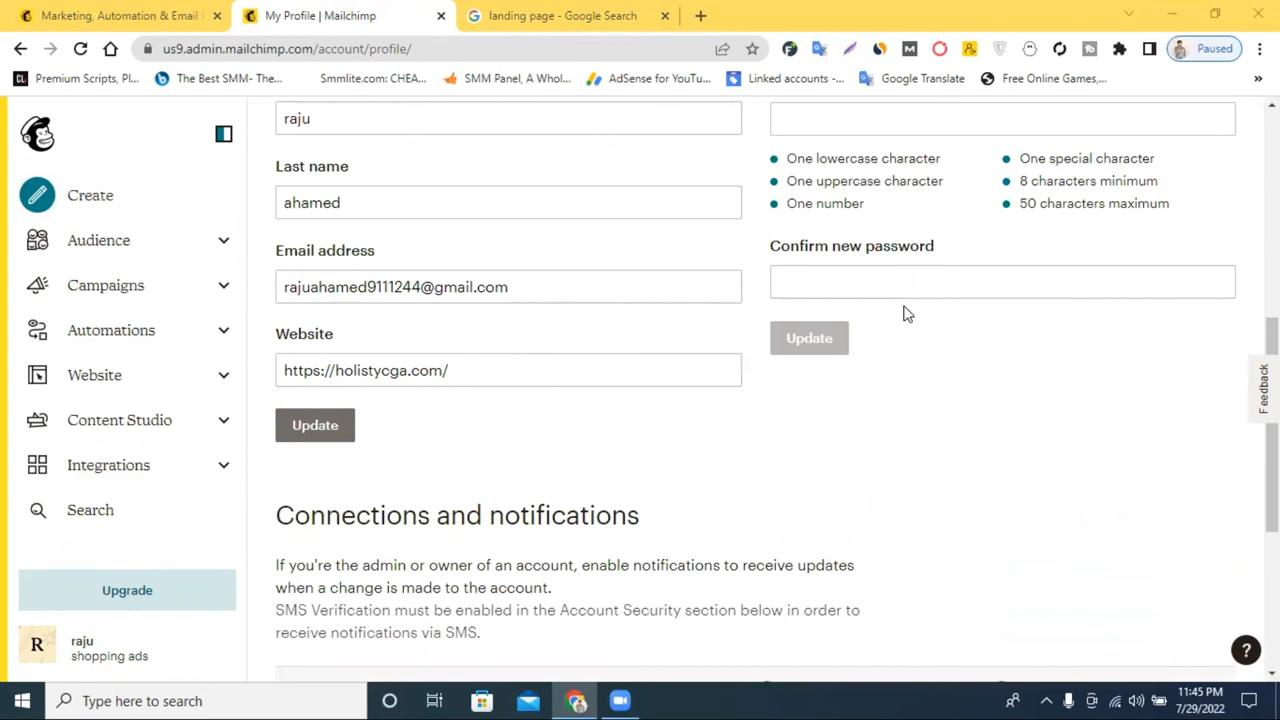 Marketing, Automation & Email
My Profile | Mailchimp
landing page - Google Search
us9.admin.mailchimp.com/account/profile/
Paused
Premium Scripts, Pl...
The Best SMM- The...
Smmlite.com: CHEA...
SMM Panel, A Whol...
AdSense for YouTu...
Linked accounts -...
Google Translate
Free Online Games,...
»
Create
Audience
Campaigns
Automations
Website
Content Studio
Integrations
Search
Upgrade
R
raju
shopping ads
raju
Last name
ahamed
Email address
rajuahamed9111244@gmail.com
Website
https://holistycga.com/
Update
One lowercase character
One special character
One uppercase character
8 characters minimum
One number
50 characters maximum
Confirm new password
Update
Connections and notifications
If you're the admin or owner of an account, enable notifications to receive updates
when a change is made to the account.
SMS Verification must be enabled in the Account Security section below in order to
receive notifications via SMS.
Feedback
?
Type here to search
11:45 PM
7/29/2022